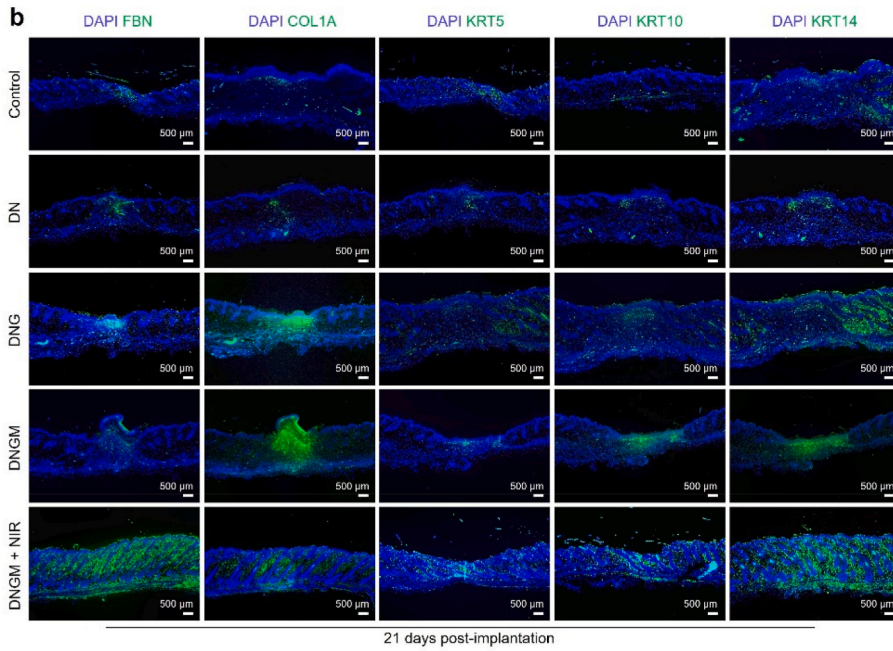 b
DAPI FBN DAPI COL1A DAPI KRT5 DAPI KRT10 DAPI KRT14
Control
500 µm 500 µm 500 µm 500 µm 500 µm
DN
500 µm 500 µm 500 µm 500 µm 500 µm
DNG
500 µm 500 µm 500 µm 500 µm 500 µm
DNGM
500 µm 500 µm 500 µm 500 µm 500 µm
DNGM + NIR
500 µm 500 µm 500 µm 500 µm 500 µm
21 days post-implantation